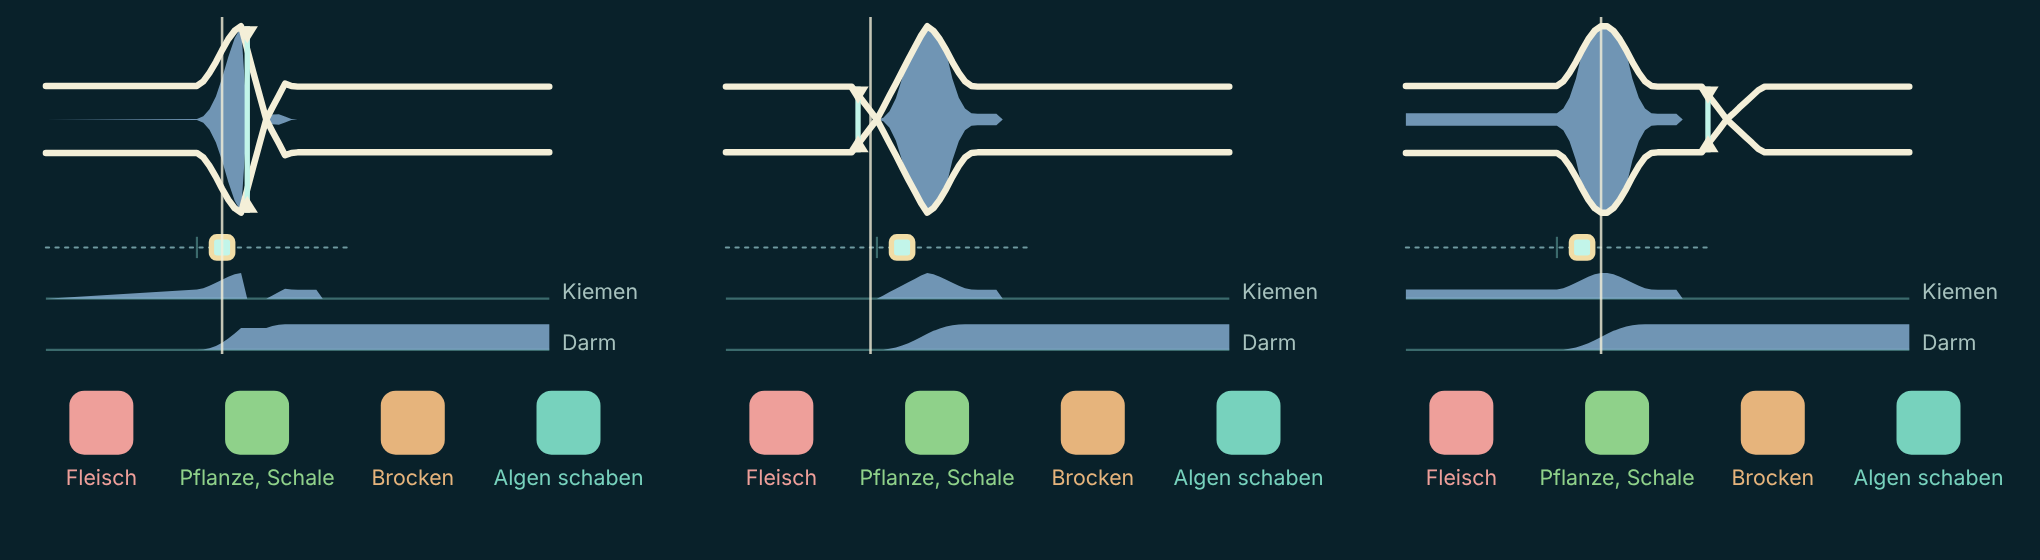 Kiemen
Darm
Fleisch
Pflanze, Schale
Brocken
Algen schaben
Kiemen
Darm
Fleisch
Pflanze, Schale
Brocken
Algen schaben
Kiemen
Darm
Fleisch
Pflanze, Schale
Brocken
Algen schaben